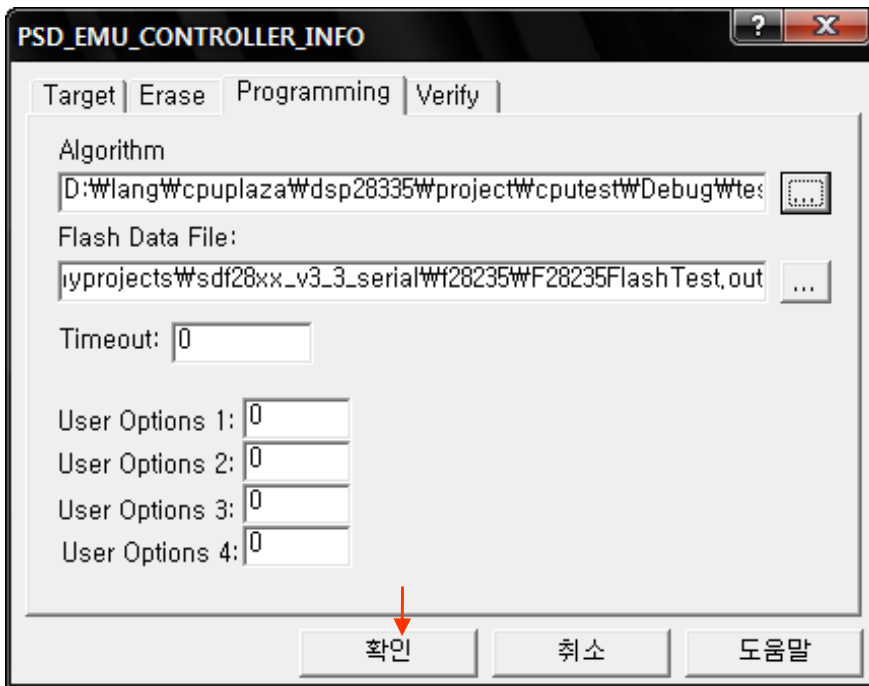 PSD_EMU_CONTROLLER_INFO
? X
Target Erase Programming Verify
Algorithm
D:₩lang₩cpuplaza₩dsp28335₩project₩cputest₩Debug₩tes ...
Flash Data File:
yprojects₩sdf28xx_v3_3_serial₩f28235₩F28235FlashTest.out ...
Timeout: 0
User Options 1: 0
User Options 2: 0
User Options 3: 0
User Options 4: 0
확인 취소 도움말